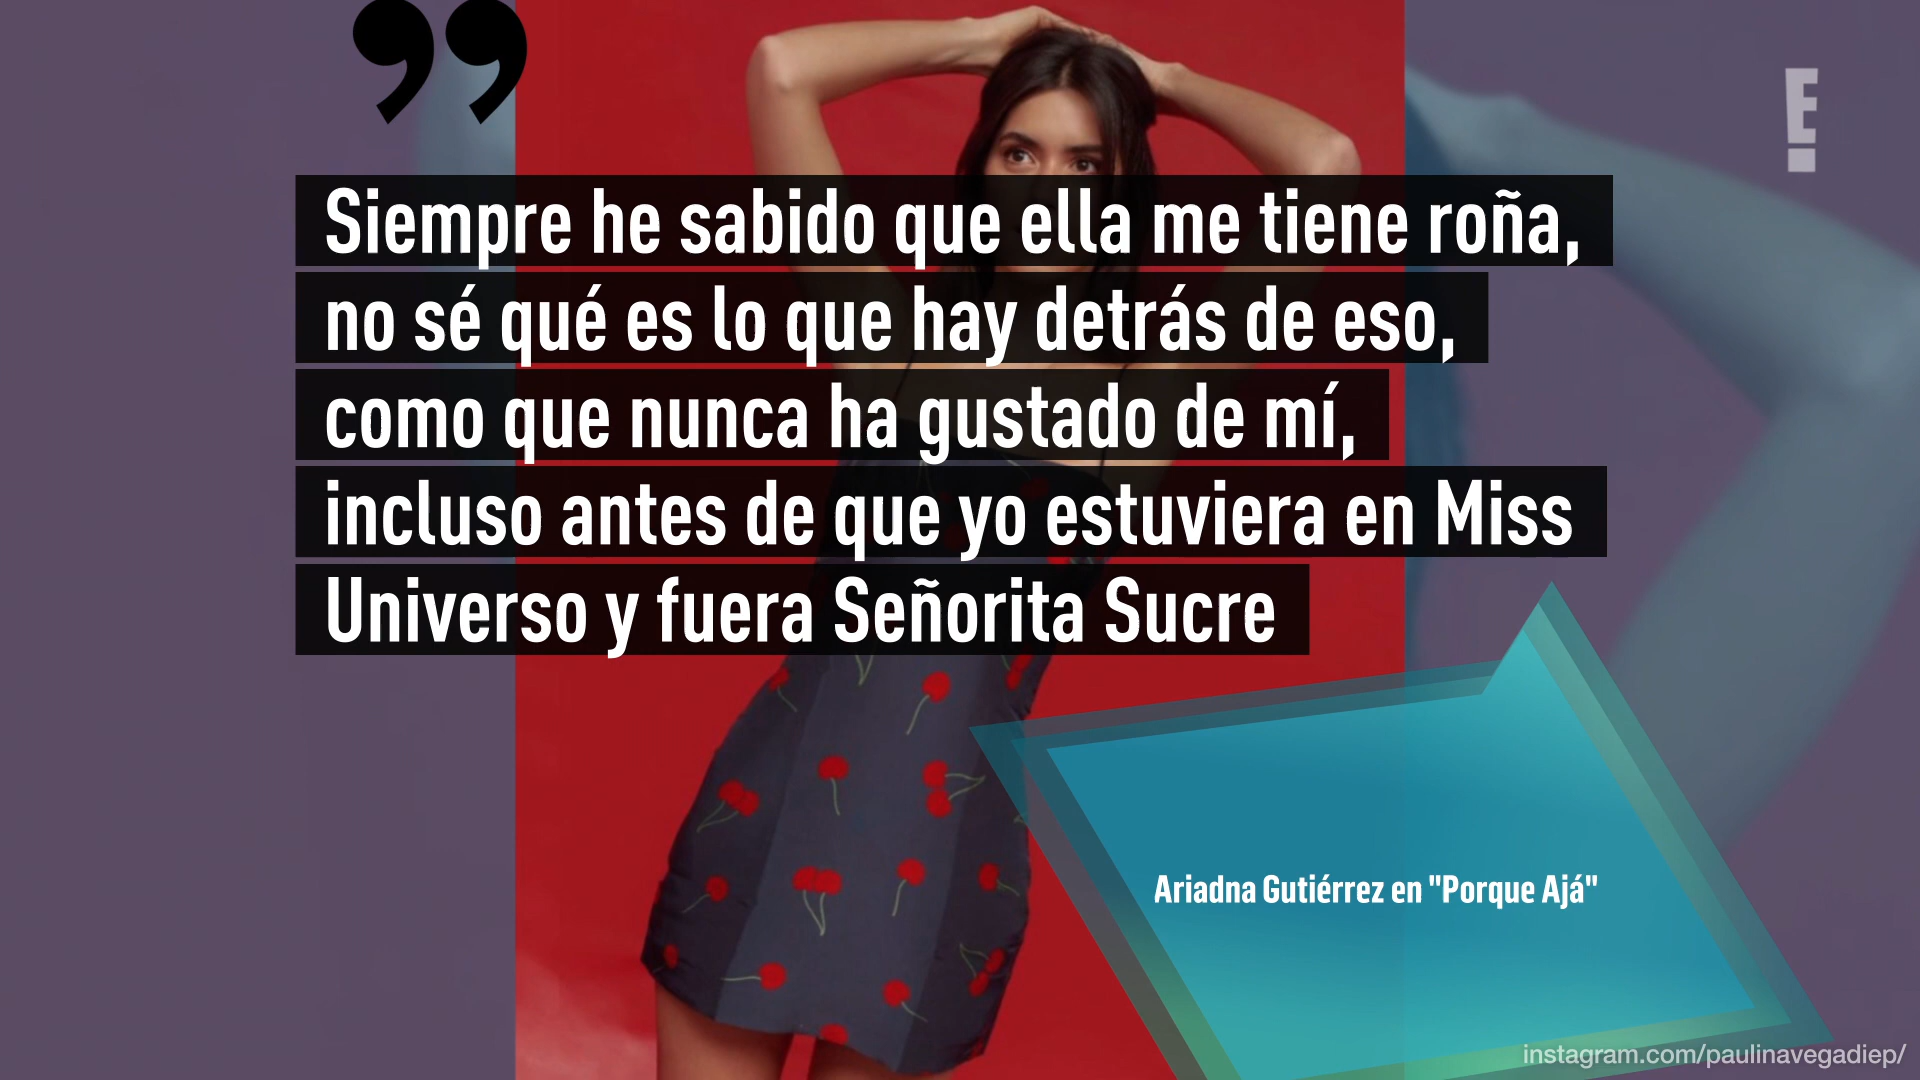 ”
E!
Siempre he sabido que ella me tiene roña,
no sé qué es lo que hay detrás de eso,
como que nunca ha gustado de mí,
incluso antes de que yo estuviera en Miss
Universo y fuera Señorita Sucre
Ariadna Gutiérrez en "Porque Ajá"
instagram.com/paulinavegadiep/